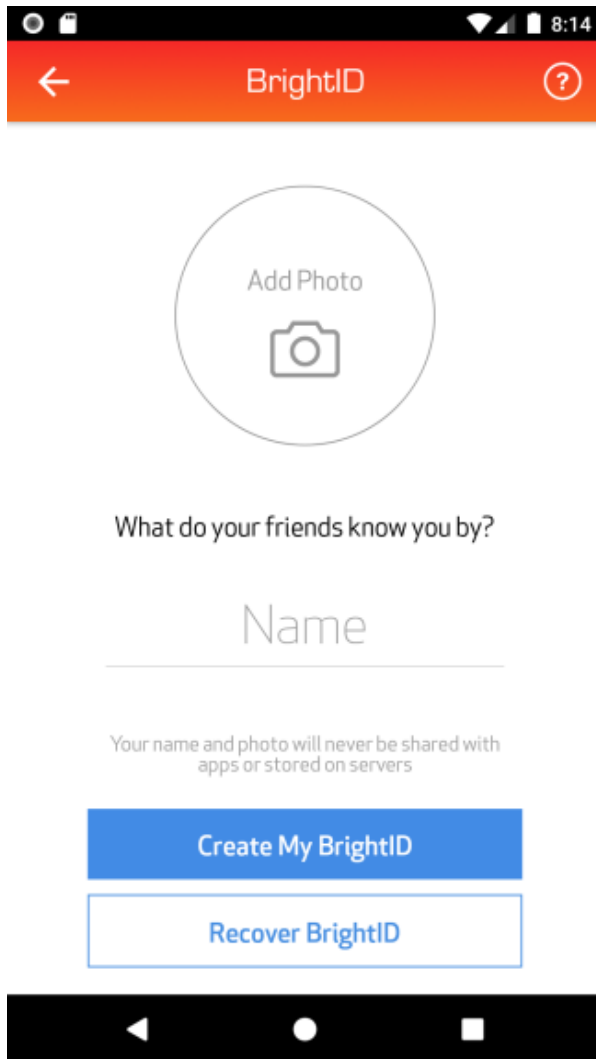 8:14
BrightID
?
Add Photo
What do your friends know you by?
Name
Your name and photo will never be shared with
apps or stored on servers
Create My BrightID
Recover BrightID